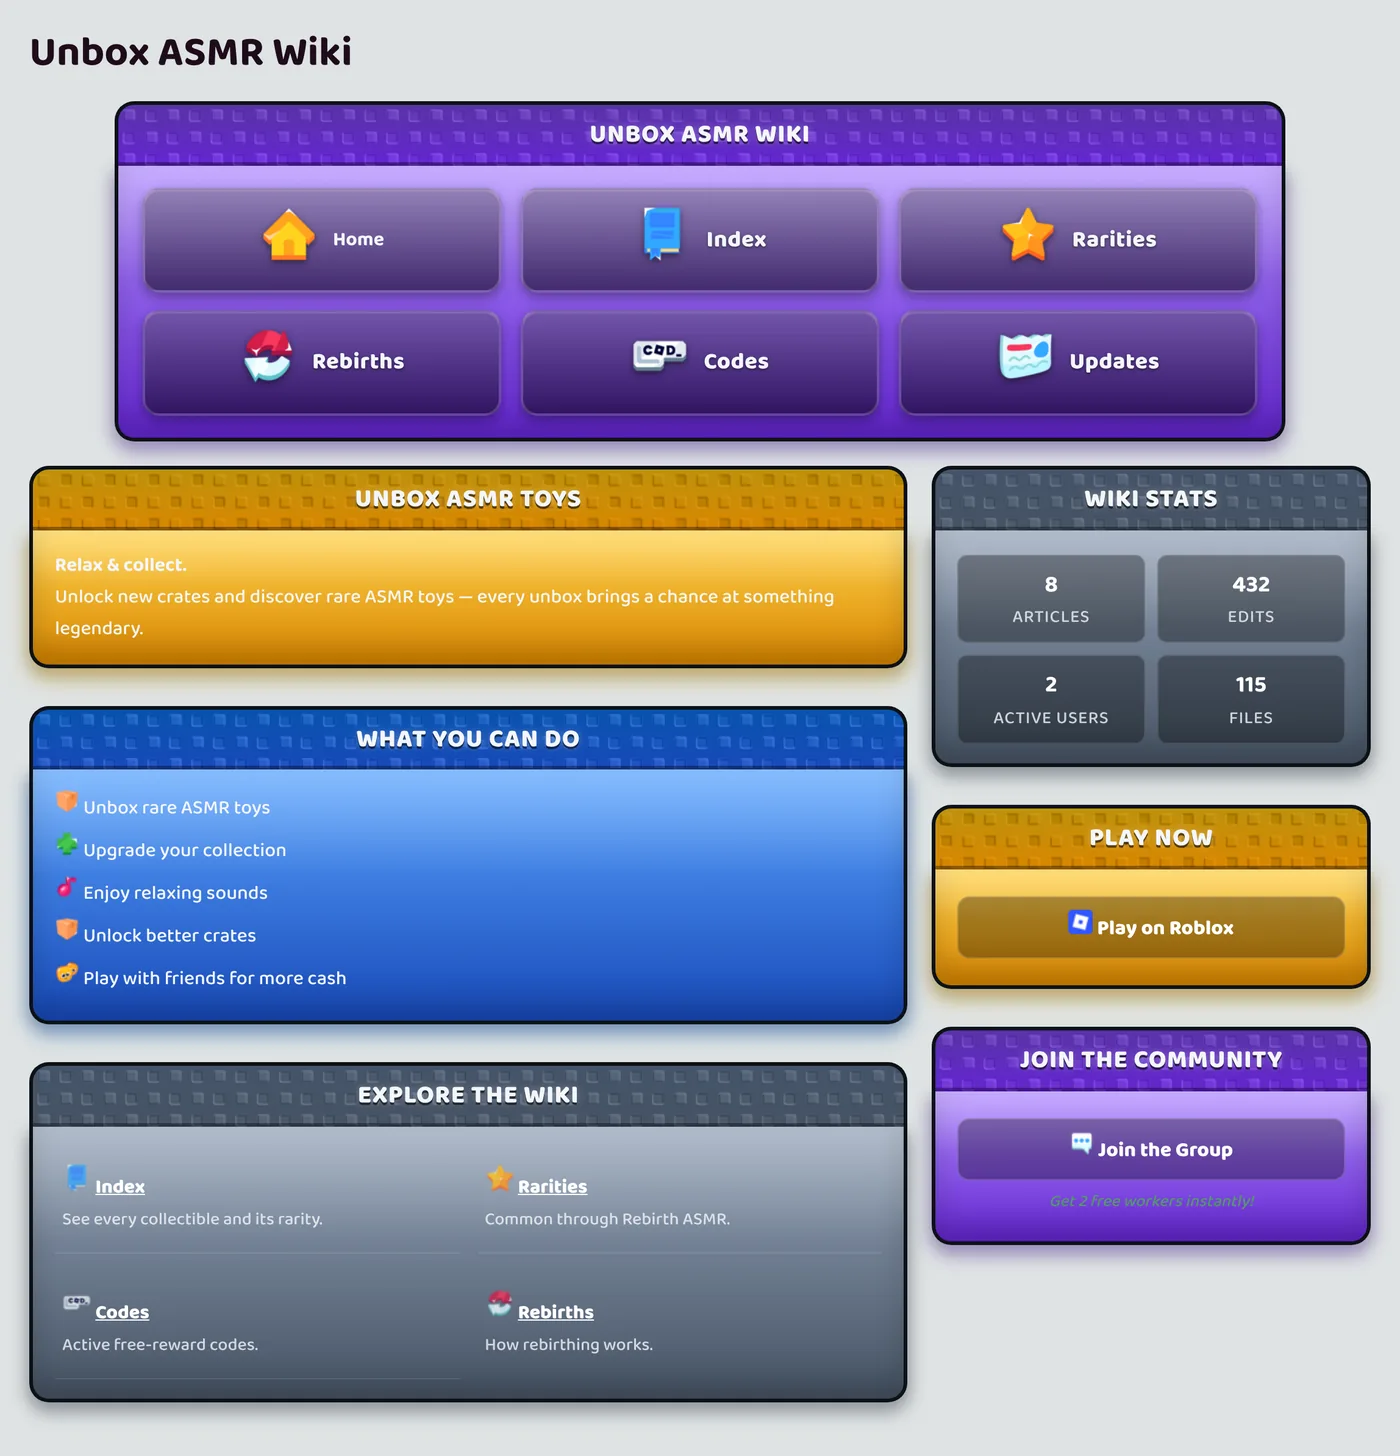 Unbox ASMR Wiki
UNBOX ASMR WIKI
Home
Index
Rarities
Rebirths
COD_
Codes
Updates
UNBOX ASMR TOYS
Relax & collect.
Unlock new crates and discover rare ASMR toys — every unbox brings a chance at something
legendary.
WHAT YOU CAN DO
Unbox rare ASMR toys
Upgrade your collection
Enjoy relaxing sounds
Unlock better crates
Play with friends for more cash
EXPLORE THE WIKI
Index
See every collectible and its rarity.
Rarities
Common through Rebirth ASMR.
COD_
Codes
Active free-reward codes.
Rebirths
How rebirthing works.
WIKI STATS
8
ARTICLES
432
EDITS
2
ACTIVE USERS
115
FILES
PLAY NOW
Play on Roblox
JOIN THE COMMUNITY
Join the Group
Get 2 free workers instantly!